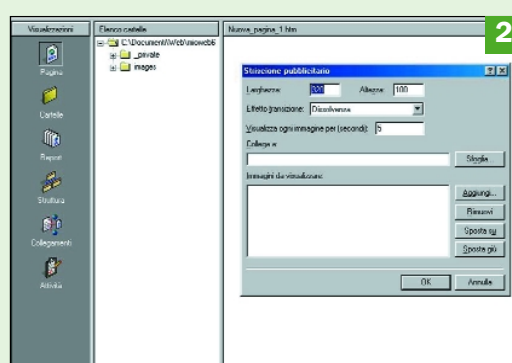 2
Visualizzazioni
Elenco cartelle
Nuova_pagina_1.htm
Pagina
Cartelle
Report
Struttura
Collegamenti
Attività
C:\Documenti\Web\mioweb6
_private
images
Striscione pubblicitario
Larghezza: 320 Altezza: 100
Effetto transizione: Dissolvenza
Visualizza ogni immagine per (secondi): 5
Collega a:
Sfoglia...
Immagini da visualizzare:
Aggiungi...
Rimuovi
Sposta su
Sposta giù
OK Annulla